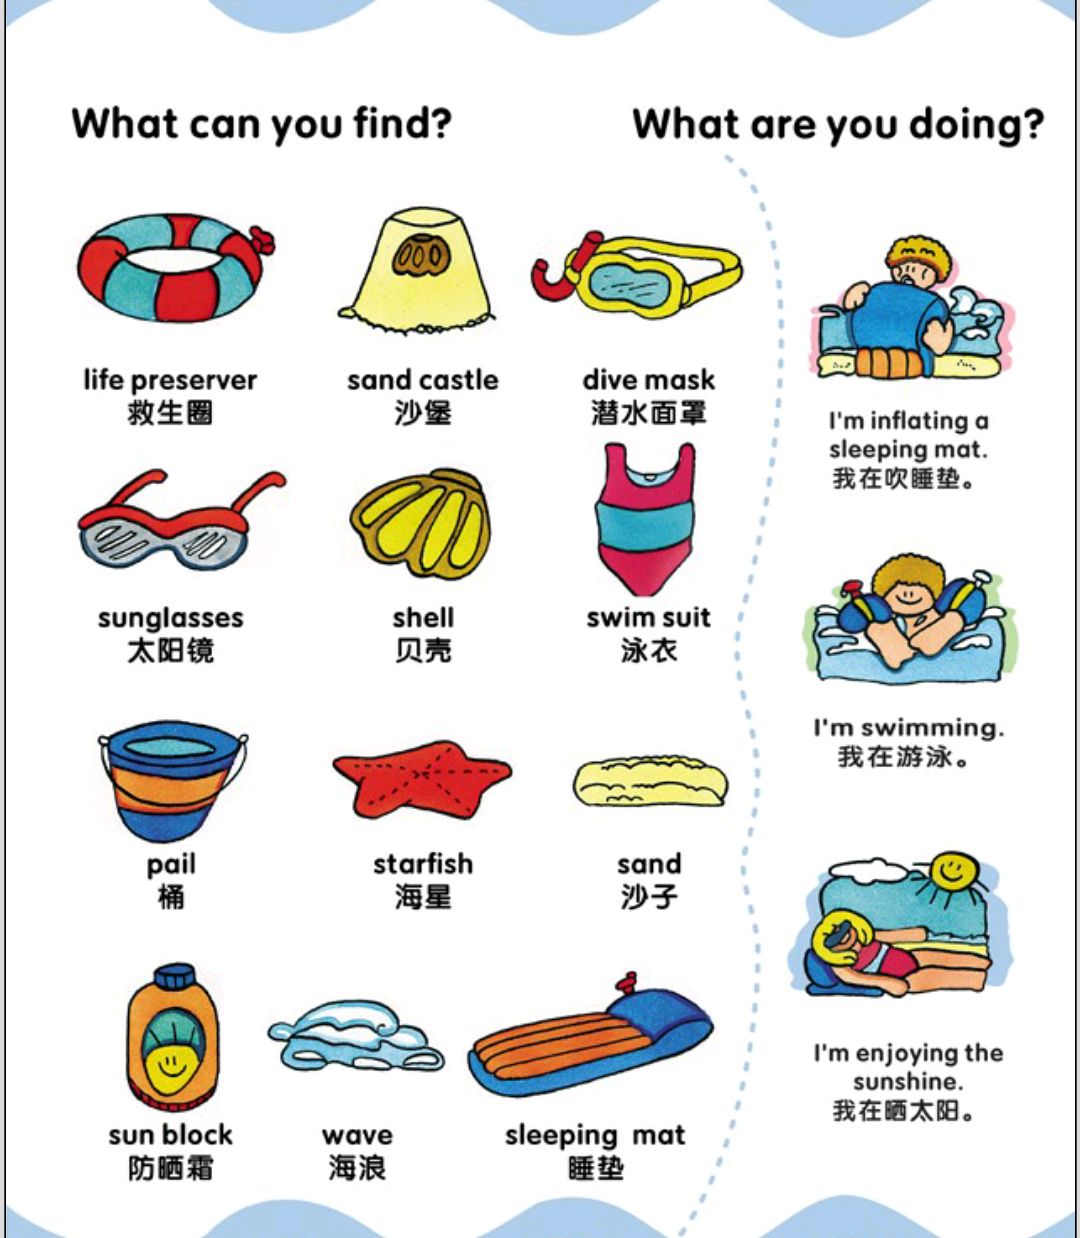 What can you find?
What are you doing?
life preserver
救生圈
sand castle
沙堡
dive mask
潜水面罩
sunglasses
太阳镜
shell
贝壳
swim suit
泳衣
pail
桶
starfish
海星
sand
沙子
sun block
防晒霜
wave
海浪
sleeping mat
睡垫
I'm inflating a
sleeping mat.
我在吹睡垫。
I'm swimming.
我在游泳。
I'm enjoying the
sunshine.
我在晒太阳。